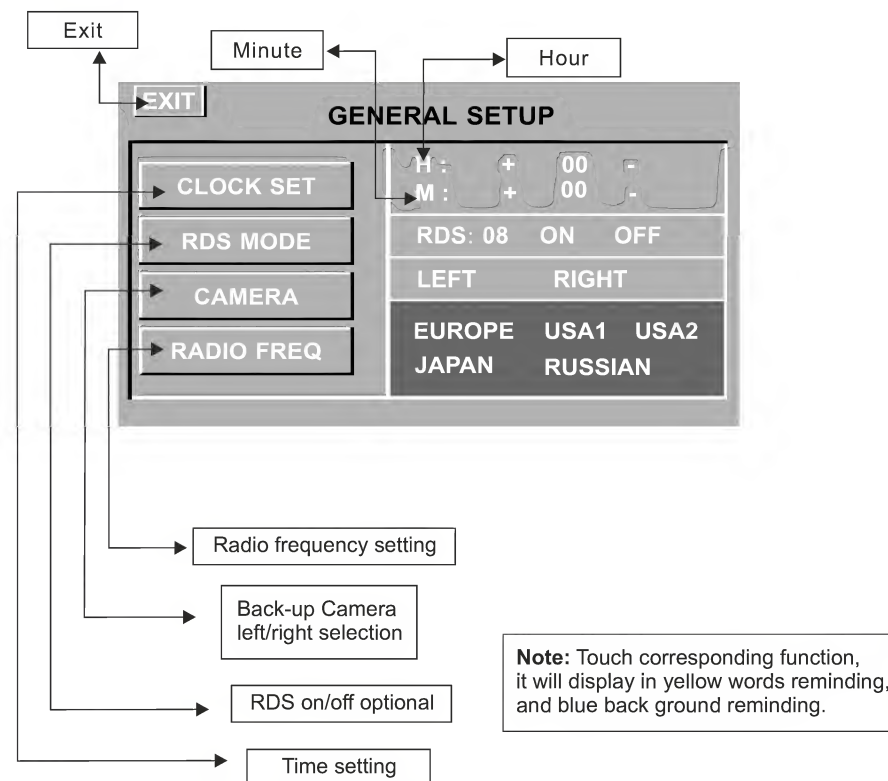 Exit
Minute
Hour
EXIT
GENERAL SETUP
CLOCK SET
H : + 00 -
M : + 00 -
RDS MODE
RDS: 08 ON OFF
CAMERA
LEFT RIGHT
RADIO FREQ
EUROPE USA1 USA2
JAPAN RUSSIAN
Radio frequency setting
Back-up Camera
left/right selection
RDS on/off optional
Time setting
Note: Touch corresponding function,
it will display in yellow words reminding,
and blue back ground reminding.